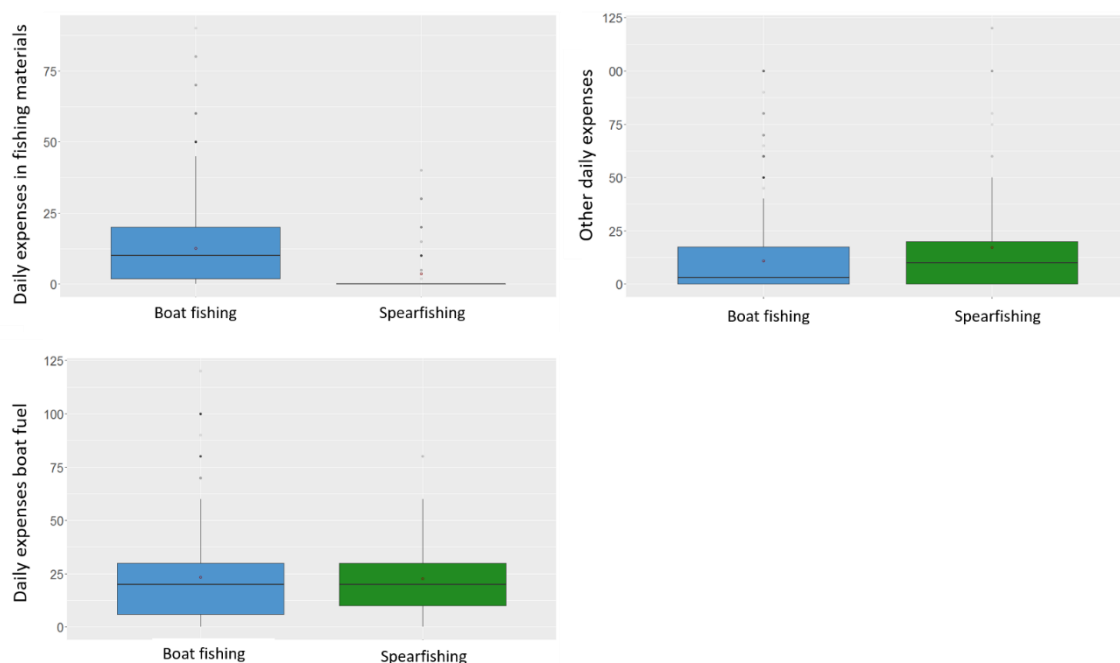 Daily expenses in fishing materials
75
50
25
0
Boat fishing
Spearfishing
Other daily expenses
125
00
75
50
25
0
Boat fishing
Spearfishing
Daily expenses boat fuel
125
100
75
50
25
0
Boat fishing
Spearfishing